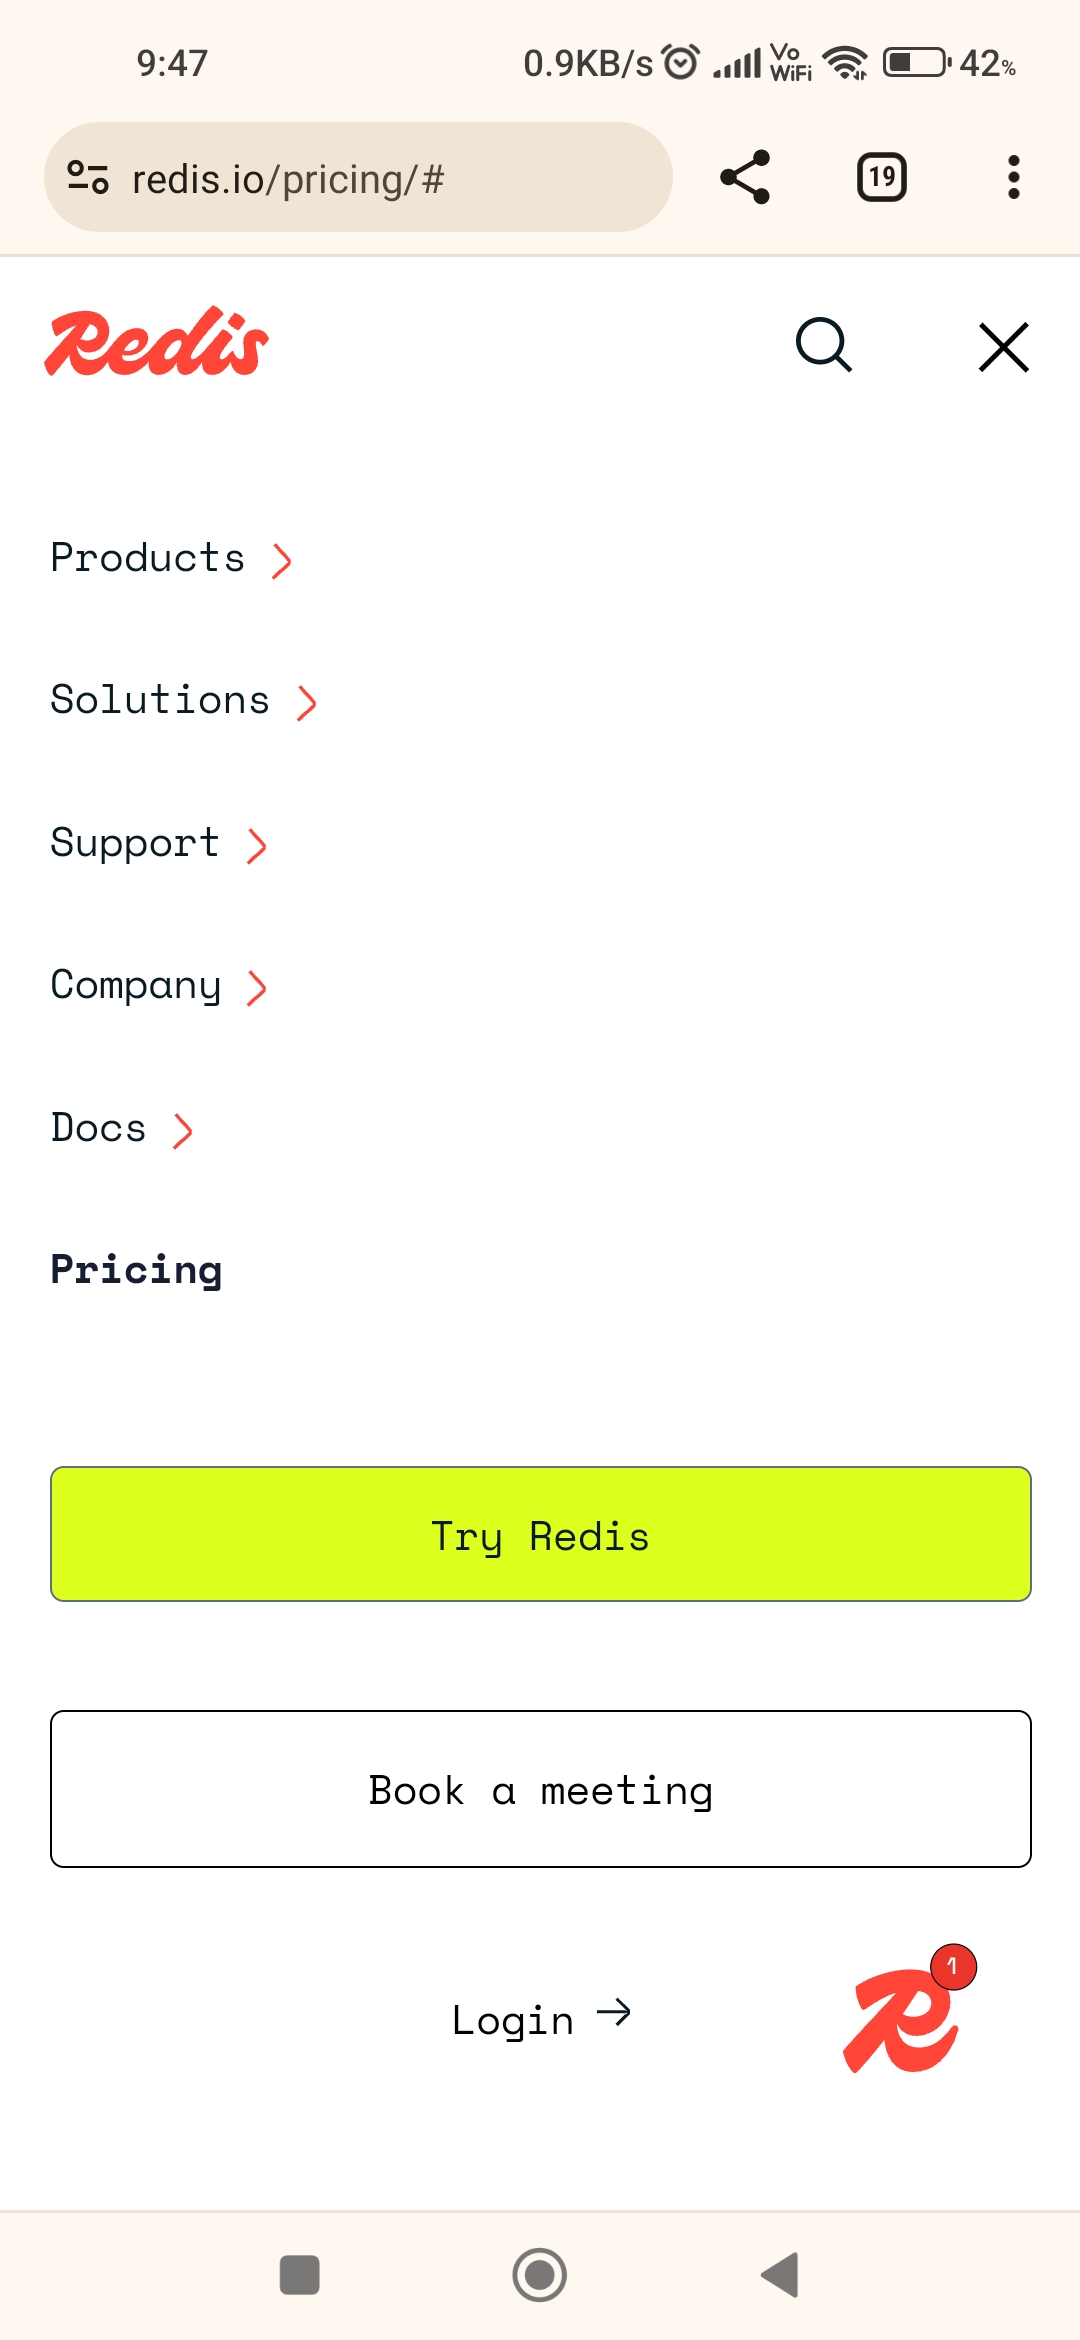 9:47 0.9KB/s Vo WiFi 42%
redis.io/pricing/# 19
Redis
Products
Solutions
Support
Company
Docs
Pricing
Try Redis
Book a meeting
Login
R 1